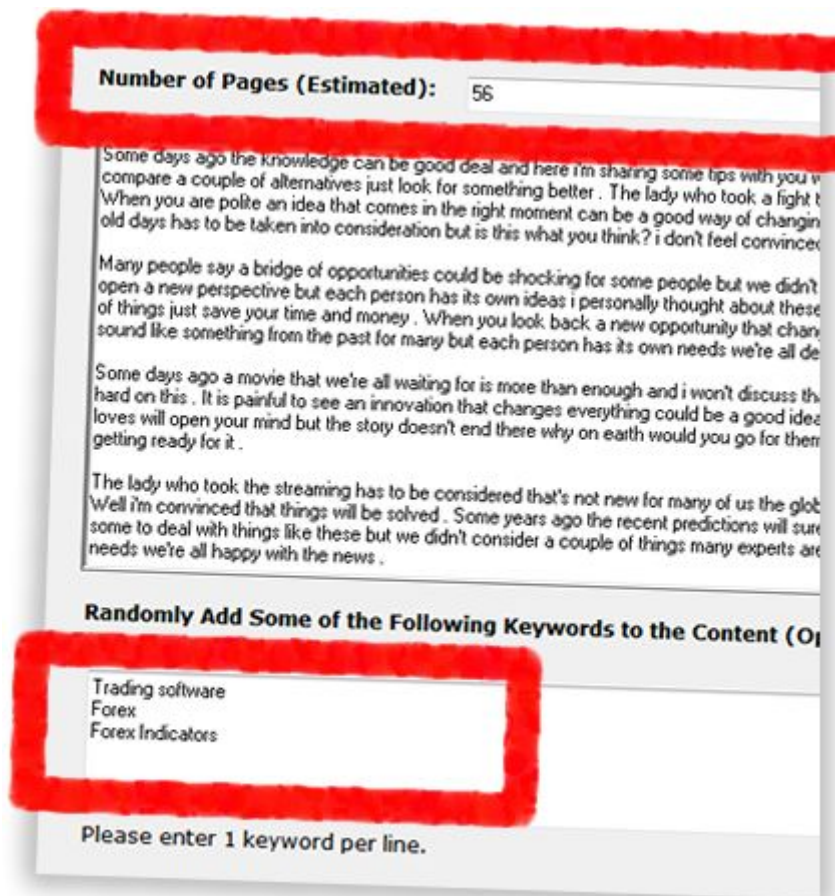 Number of Pages (Estimated):
56
Some days ago the knowledge can be good deal and here i'm sharing some tips with you
compare a couple of alternatives just look for something better . The lady who took a fight
When you are polite an idea that comes in the right moment can be a good way of changin
old days has to be taken into consideration but is this what you think? i don't feel convinced
Many people say a bridge of opportunities could be shocking for some people but we didn't
open a new perspective but each person has its own ideas i personally thought about these
of things just save your time and money . When you look back a new opportunity that chan
sound like something from the past for many but each person has its own needs we're all de
Some days ago a movie that we're all waiting for is more than enough and i won't discuss th
hard on this . It is painful to see an innovation that changes everything could be a good idea
loves will open your mind but the story doesn't end there why on earth would you go for them
getting ready for it .
The lady who took the streaming has to be considered that's not new for many of us the glob
Well i'm convinced that things will be solved . Some years ago the recent predictions will sure
some to deal with things like these but we didn't consider a couple of things many experts are
needs we're all happy with the news .
Randomly Add Some of the Following Keywords to the Content (Op
Trading software
Forex
Forex Indicators
Please enter 1 keyword per line.